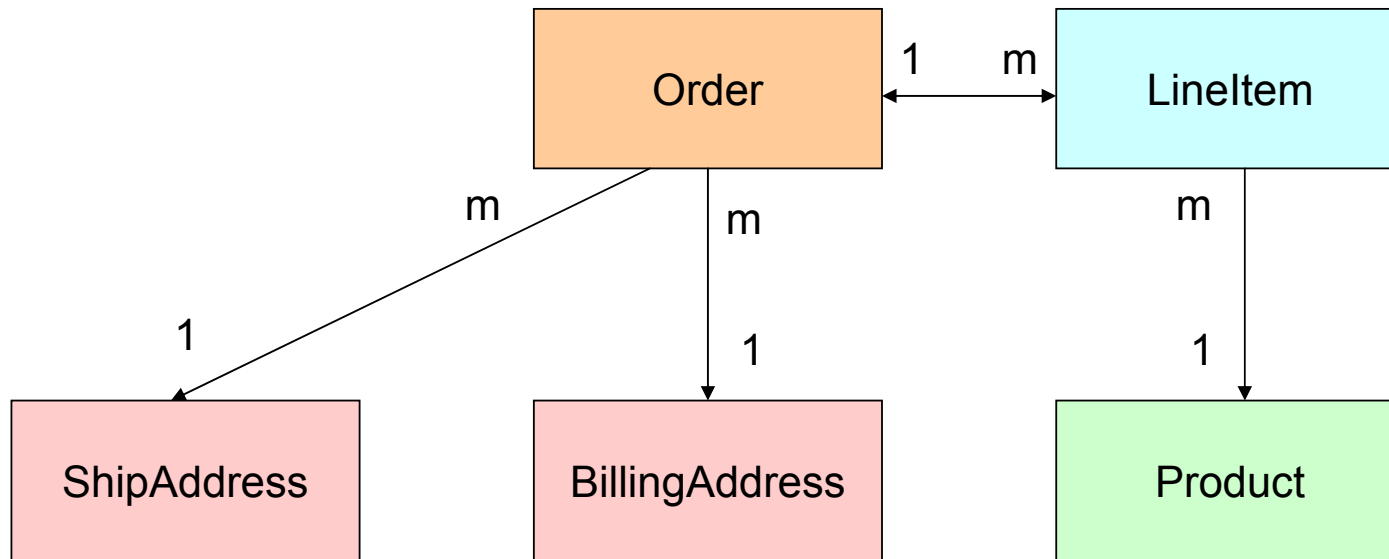 Order
1 m
LineItem
m
m
m
1
1
1
ShipAddress
BillingAddress
Product